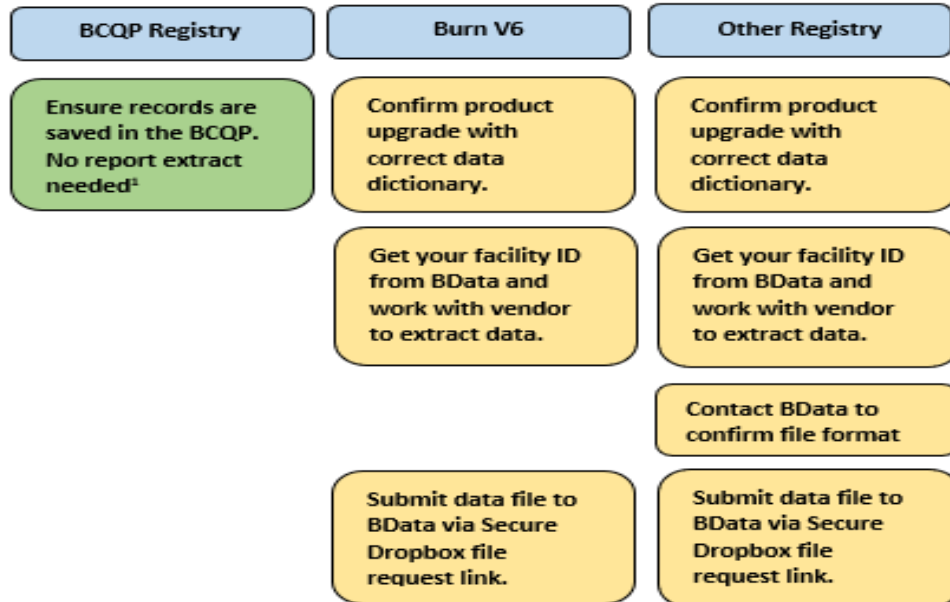 BCQP Registry
Burn V6
Other Registry
Ensure records are
saved in the BCQP.
No report extract
needed¹
Confirm product
upgrade with
correct data
dictionary.
Confirm product
upgrade with
correct data
dictionary.
Get your facility ID
from BData and
work with vendor
to extract data.
Get your facility ID
from BData and
work with vendor
to extract data.
Contact BData to
confirm file format
Submit data file to
BData via Secure
Dropbox file
request link.
Submit data file to
BData via Secure
Dropbox file
request link.